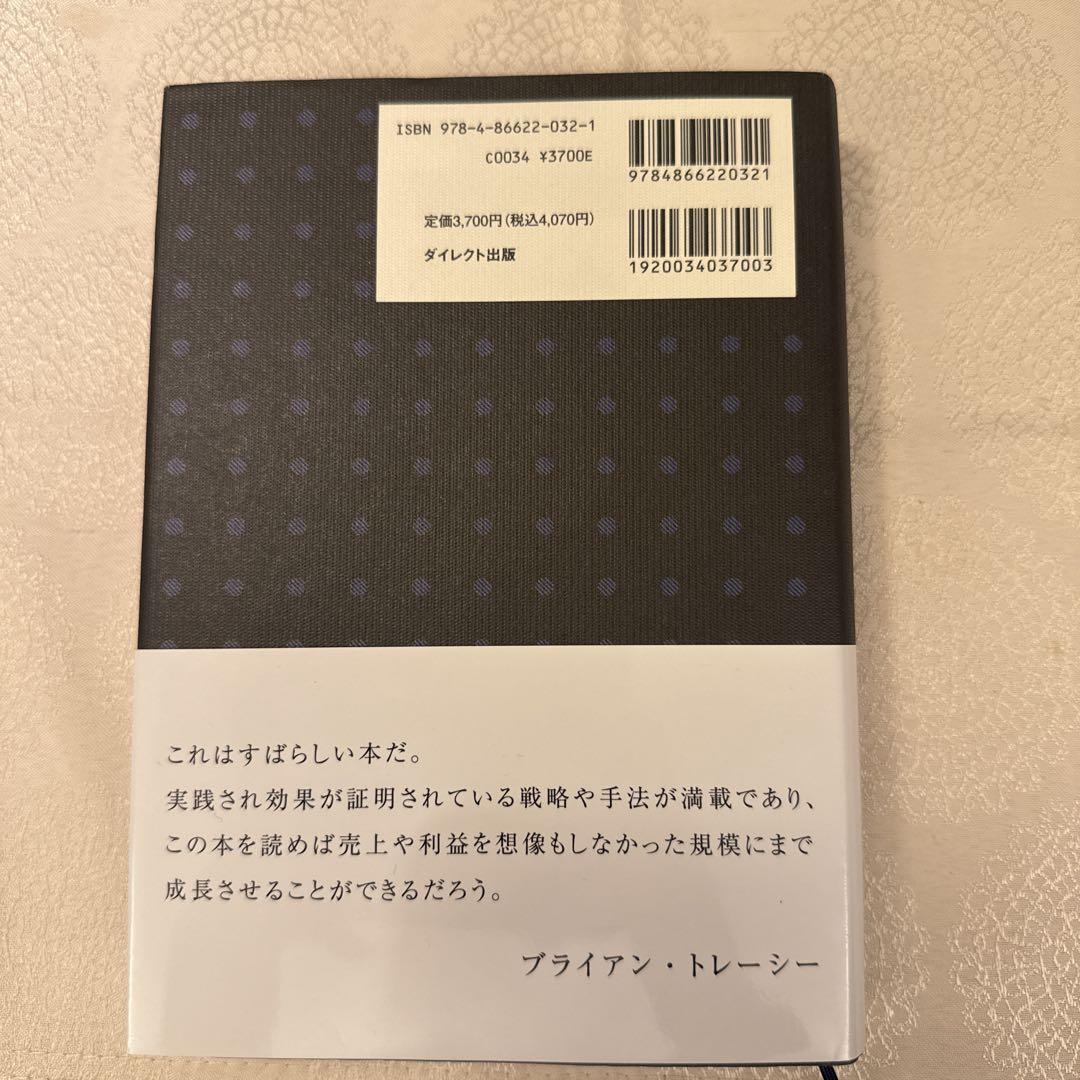 ISBN 978-4-86622-032-1
C0034 ¥3700E
9784866220321
定価3,700円(税込4,070円)
ダイレクト出版
1920034037003
これはすばらしい本だ。
実践され効果が証明されている戦略や手法が満載であり、
この本を読めば売上や利益を想像もしなかった規模にまで
成長させることができるだろう。
ブライアン・トレーシー